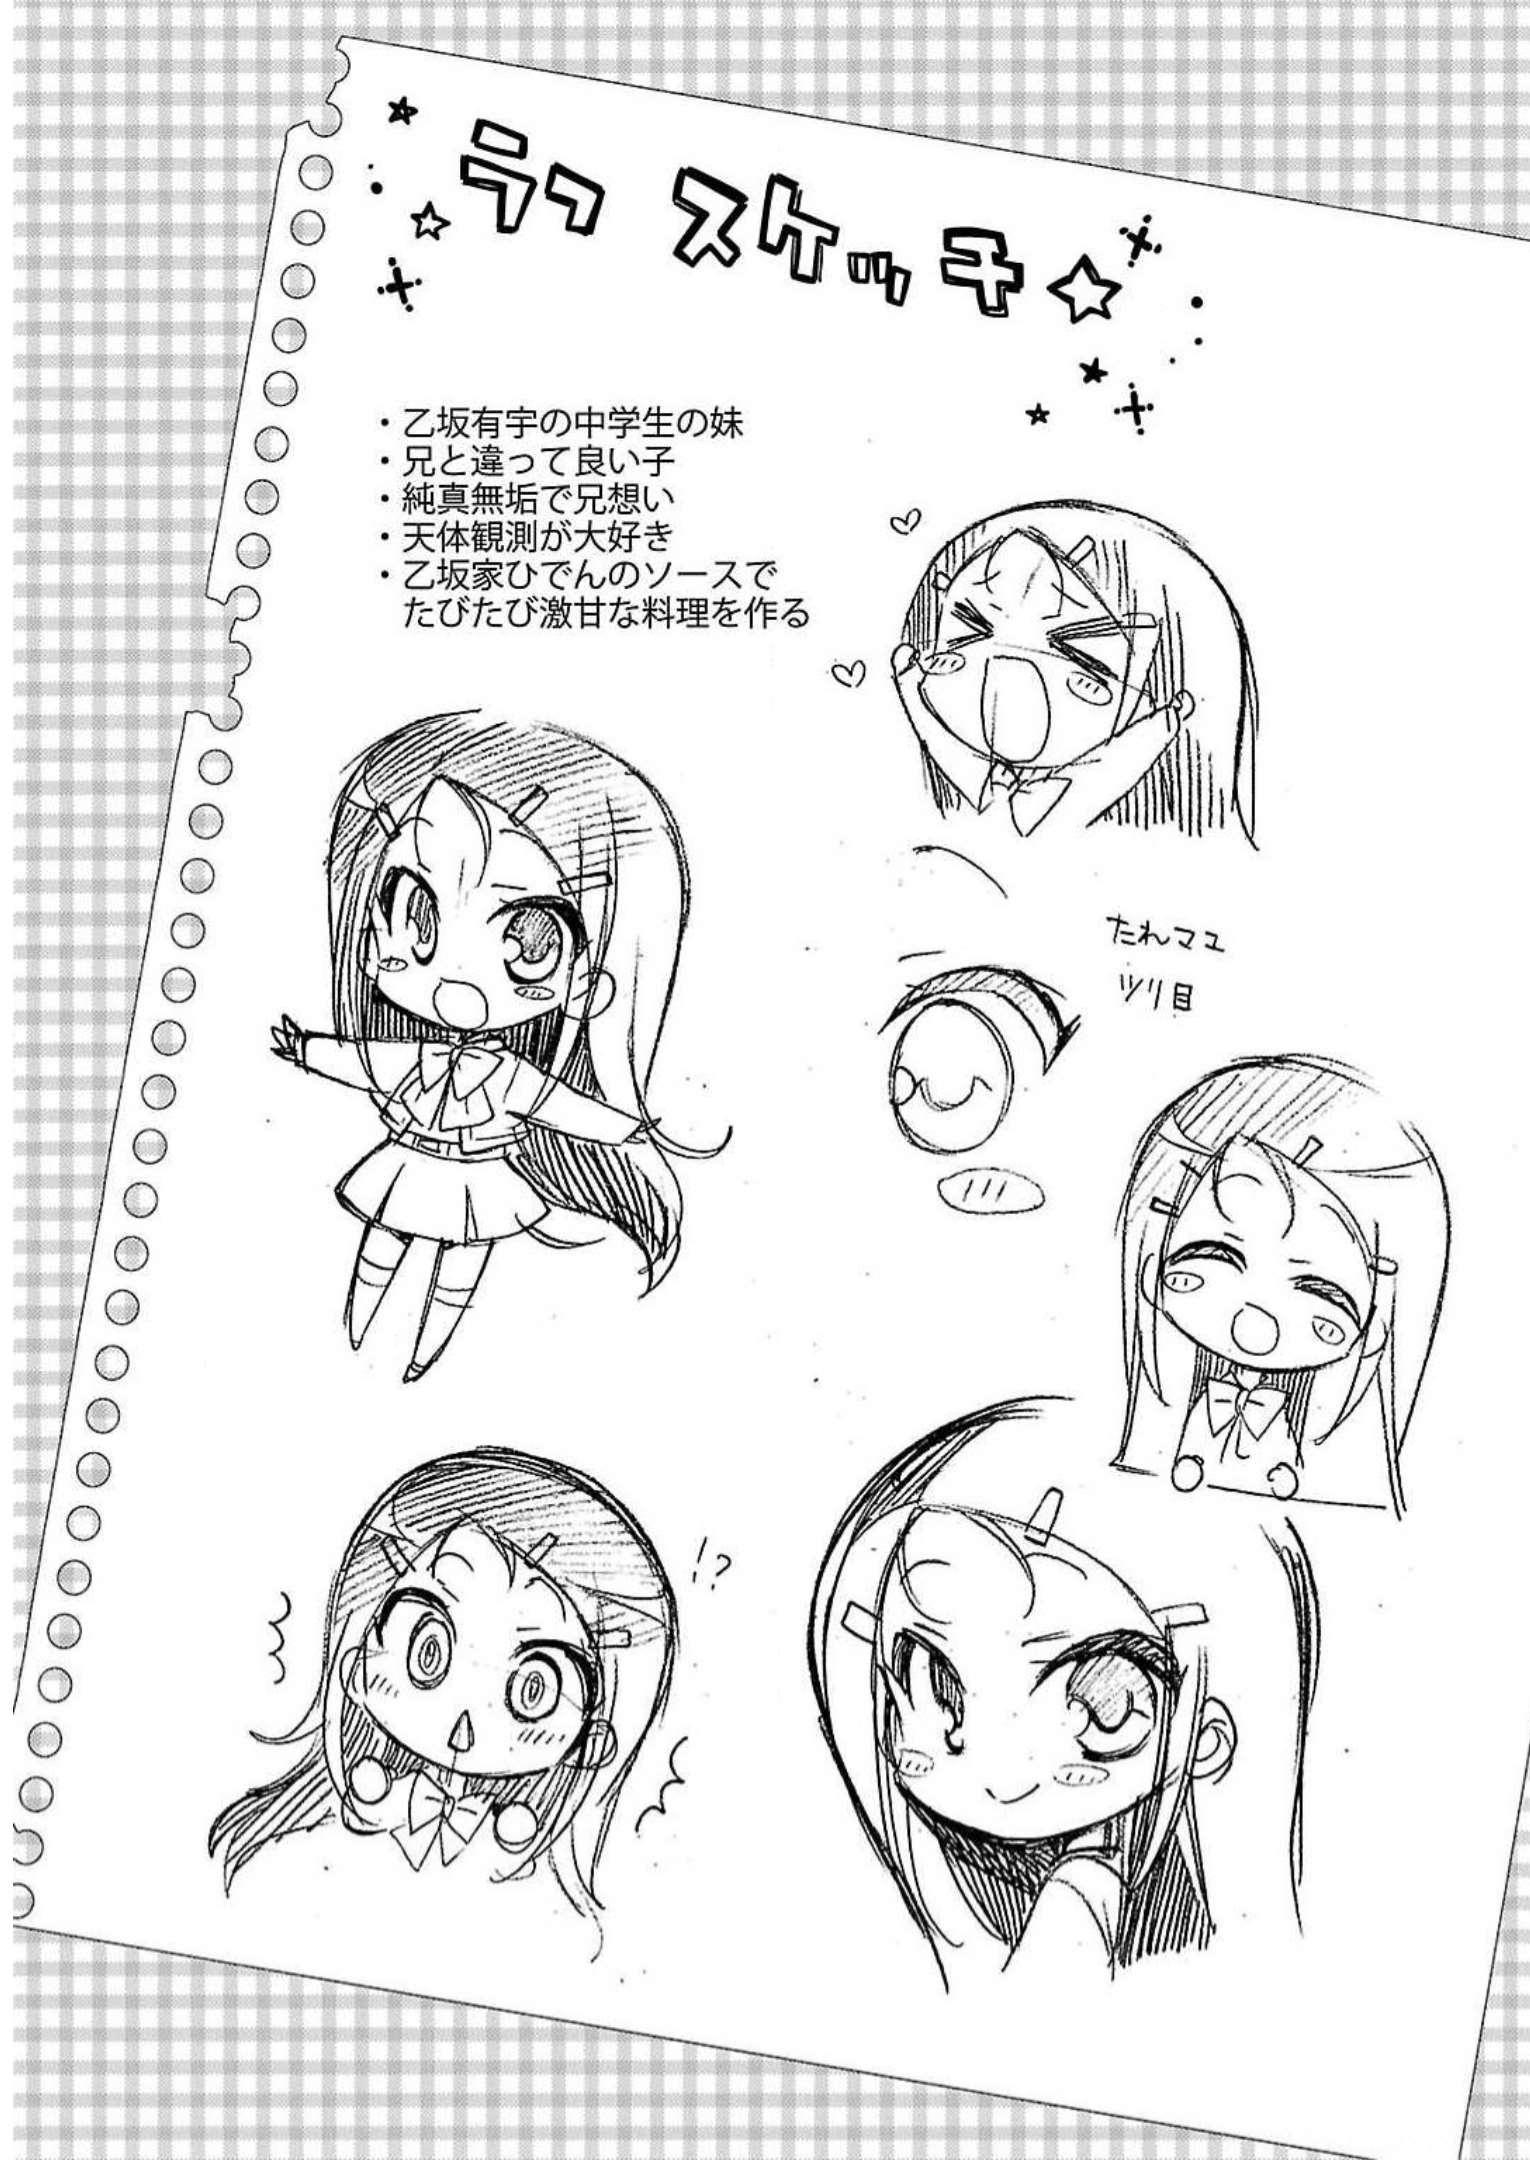 ラフ スケッチ☆
・乙坂有宇の中学生の妹
・兄と違って良い子
・純真無垢で兄想い
・天体観測が大好き
・乙坂家ひでんのソースで
たびたび激甘な料理を作る
たれマユ
ツリ目
!?